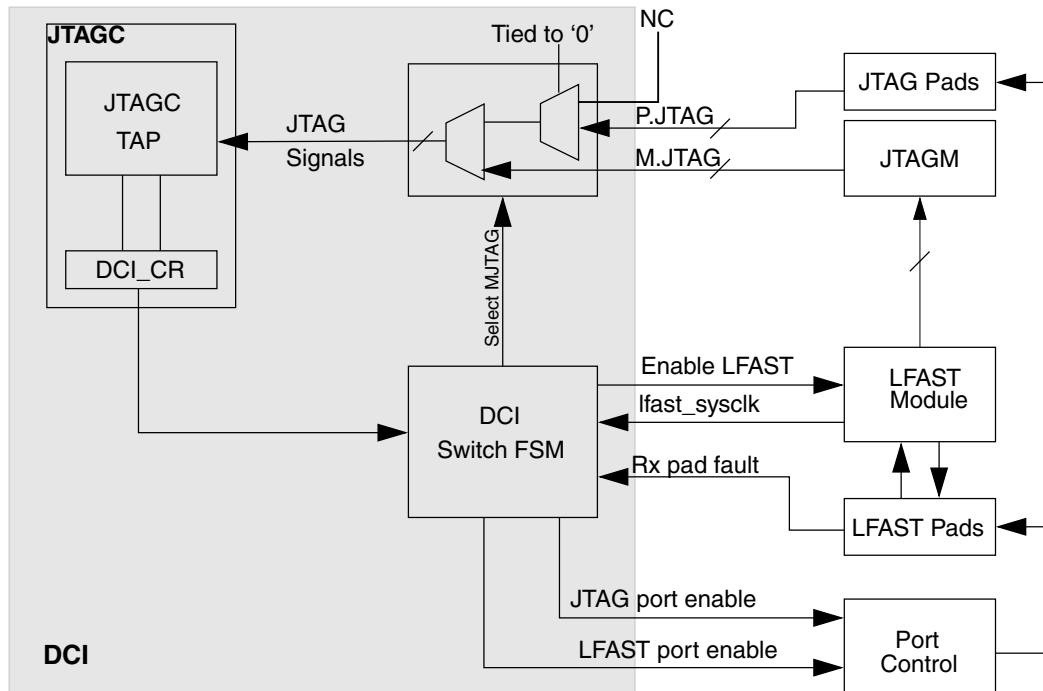 JTAGC
JTAGC
TAP
DCI_CR
JTAG
Signals
Tied to ‘0’
NC
P.JTAG
M.JTAG
JTAG Pads
JTAGM
Select MJTAG
DCI
Switch FSM
Enable LFAST
lfast_sysclk
Rx pad fault
LFAST
Module
LFAST Pads
JTAG port enable
LFAST port enable
Port
Control
DCI